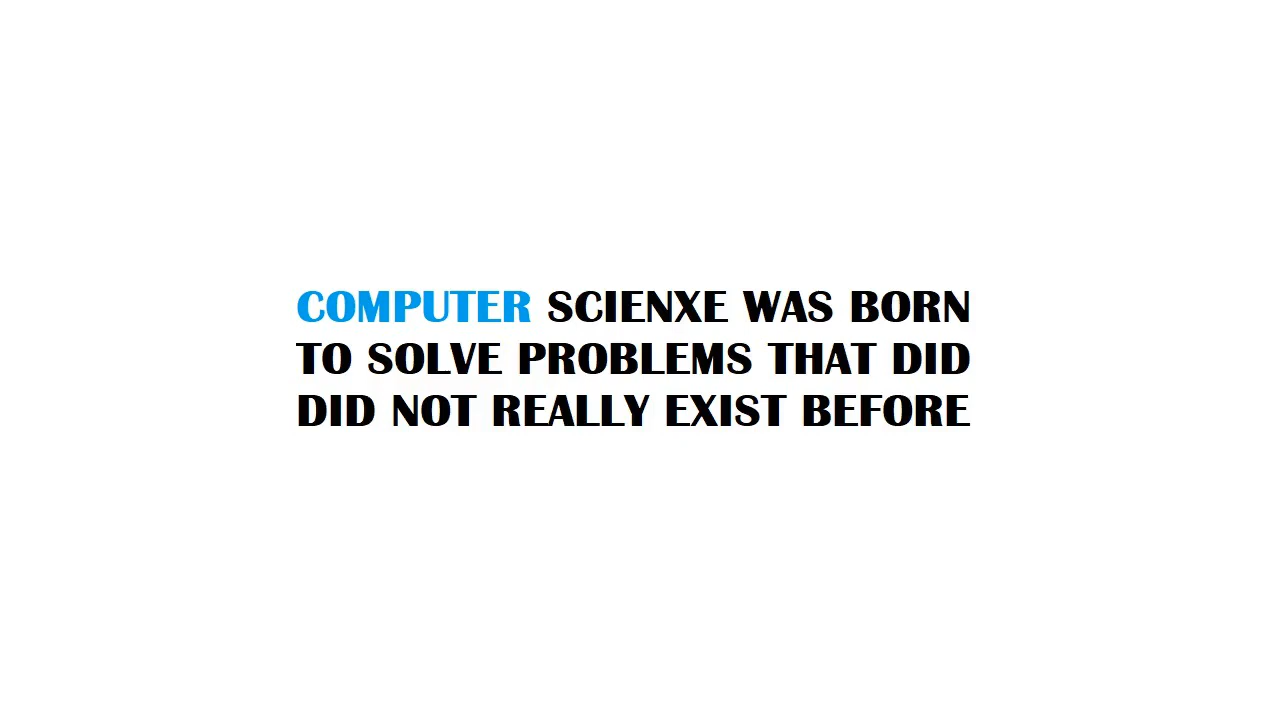 COMPUTER SCIENXE WAS BORN
TO SOLVE PROBLEMS THAT DID
DID NOT REALLY EXIST BEFORE